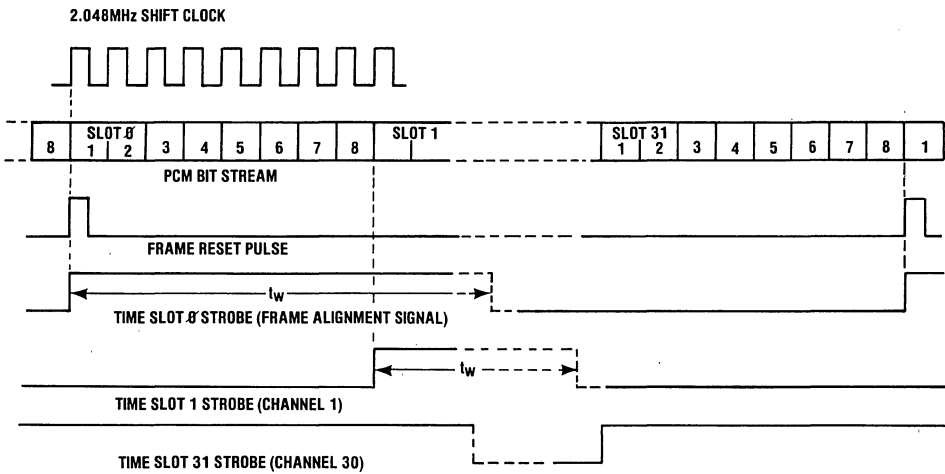 2.048MHz SHIFT CLOCK
SLOT 0 SLOT 1 SLOT 31
8 1 2 3 4 5 6 7 8 1 2 3 4 5 6 7 8 1
PCM BIT STREAM
FRAME RESET PULSE
tw
TIME SLOT 0 STROBE (FRAME ALIGNMENT SIGNAL)
tw
TIME SLOT 1 STROBE (CHANNEL 1)
TIME SLOT 31 STROBE (CHANNEL 30)